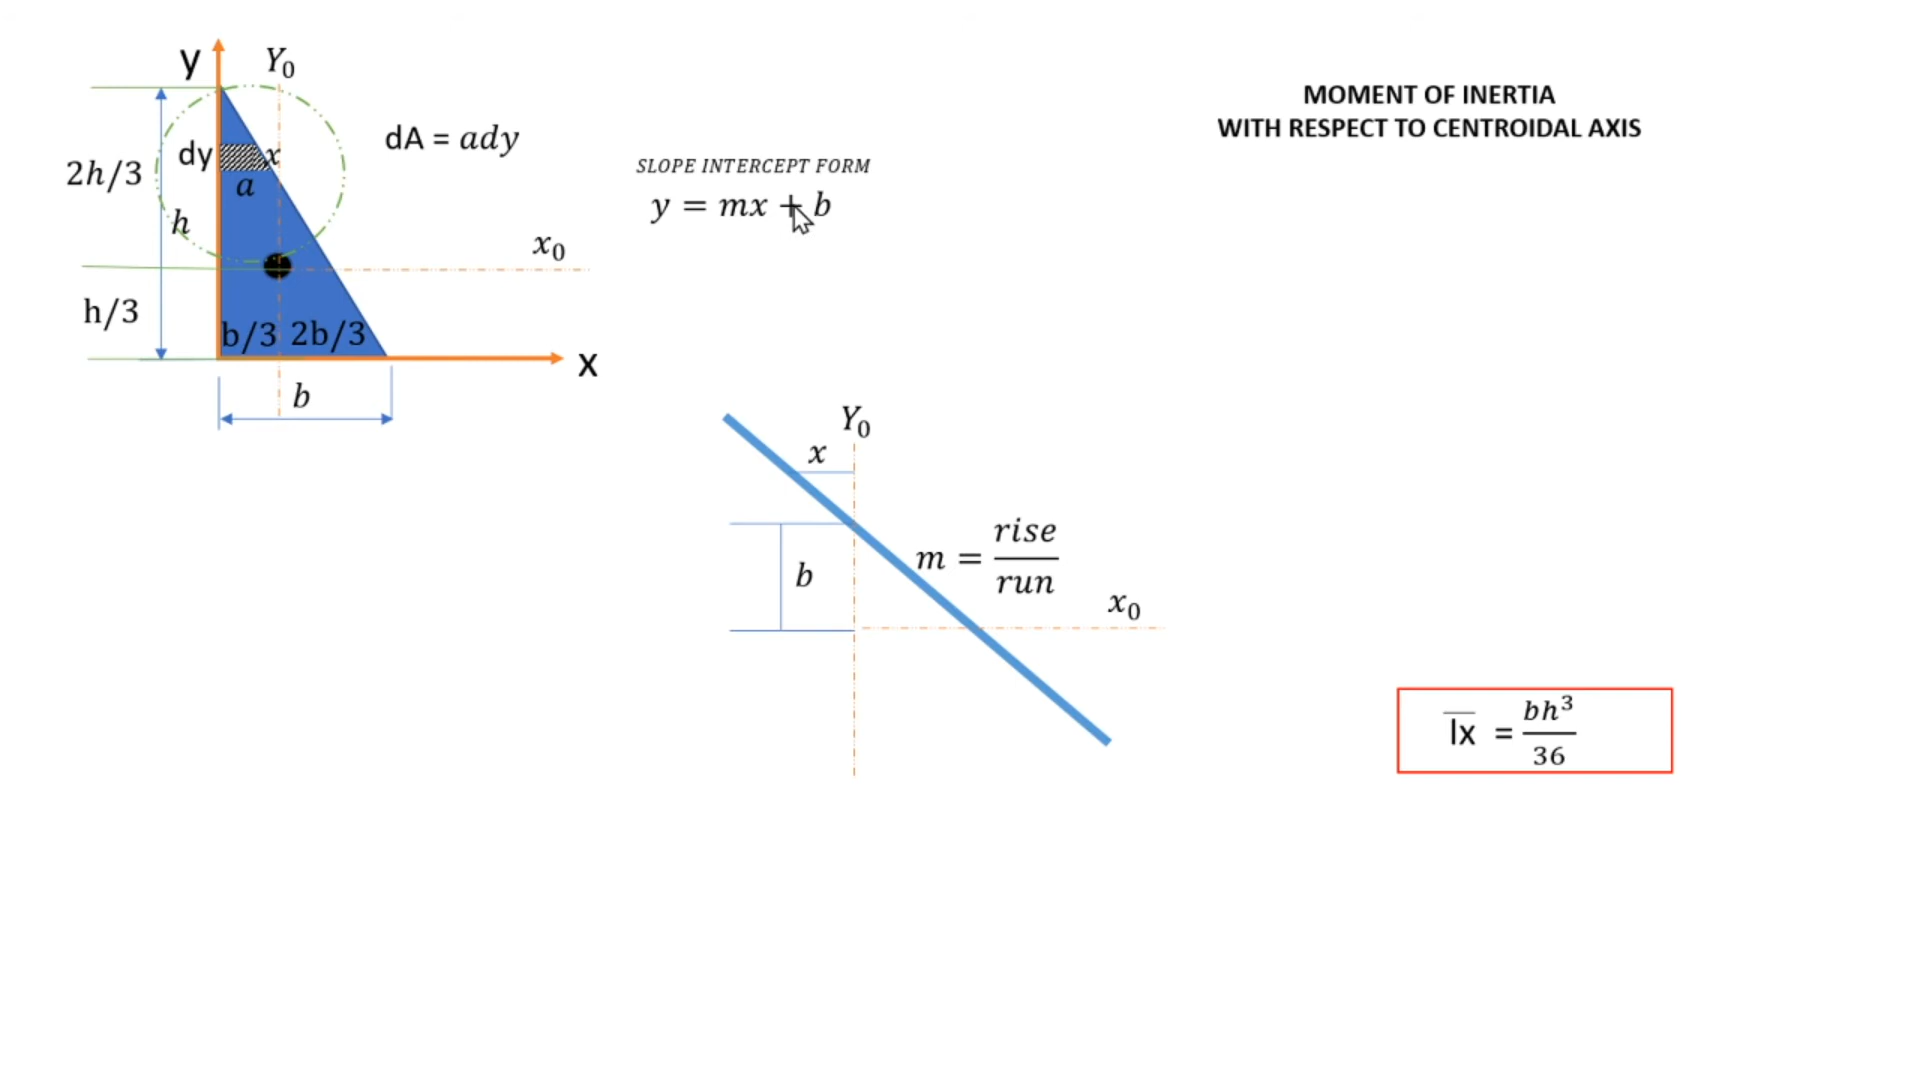 y
Y₀
dA = ady
dy
x
2h/3
a
h
x₀
h/3
b/3 2b/3
x
b
SLOPE INTERCEPT FORM
y = mx + b
MOMENT OF INERTIA
WITH RESPECT TO CENTROIDAL AXIS
Y₀
x
m = rise/run
b
x₀
I̅x̅ = bh³/36